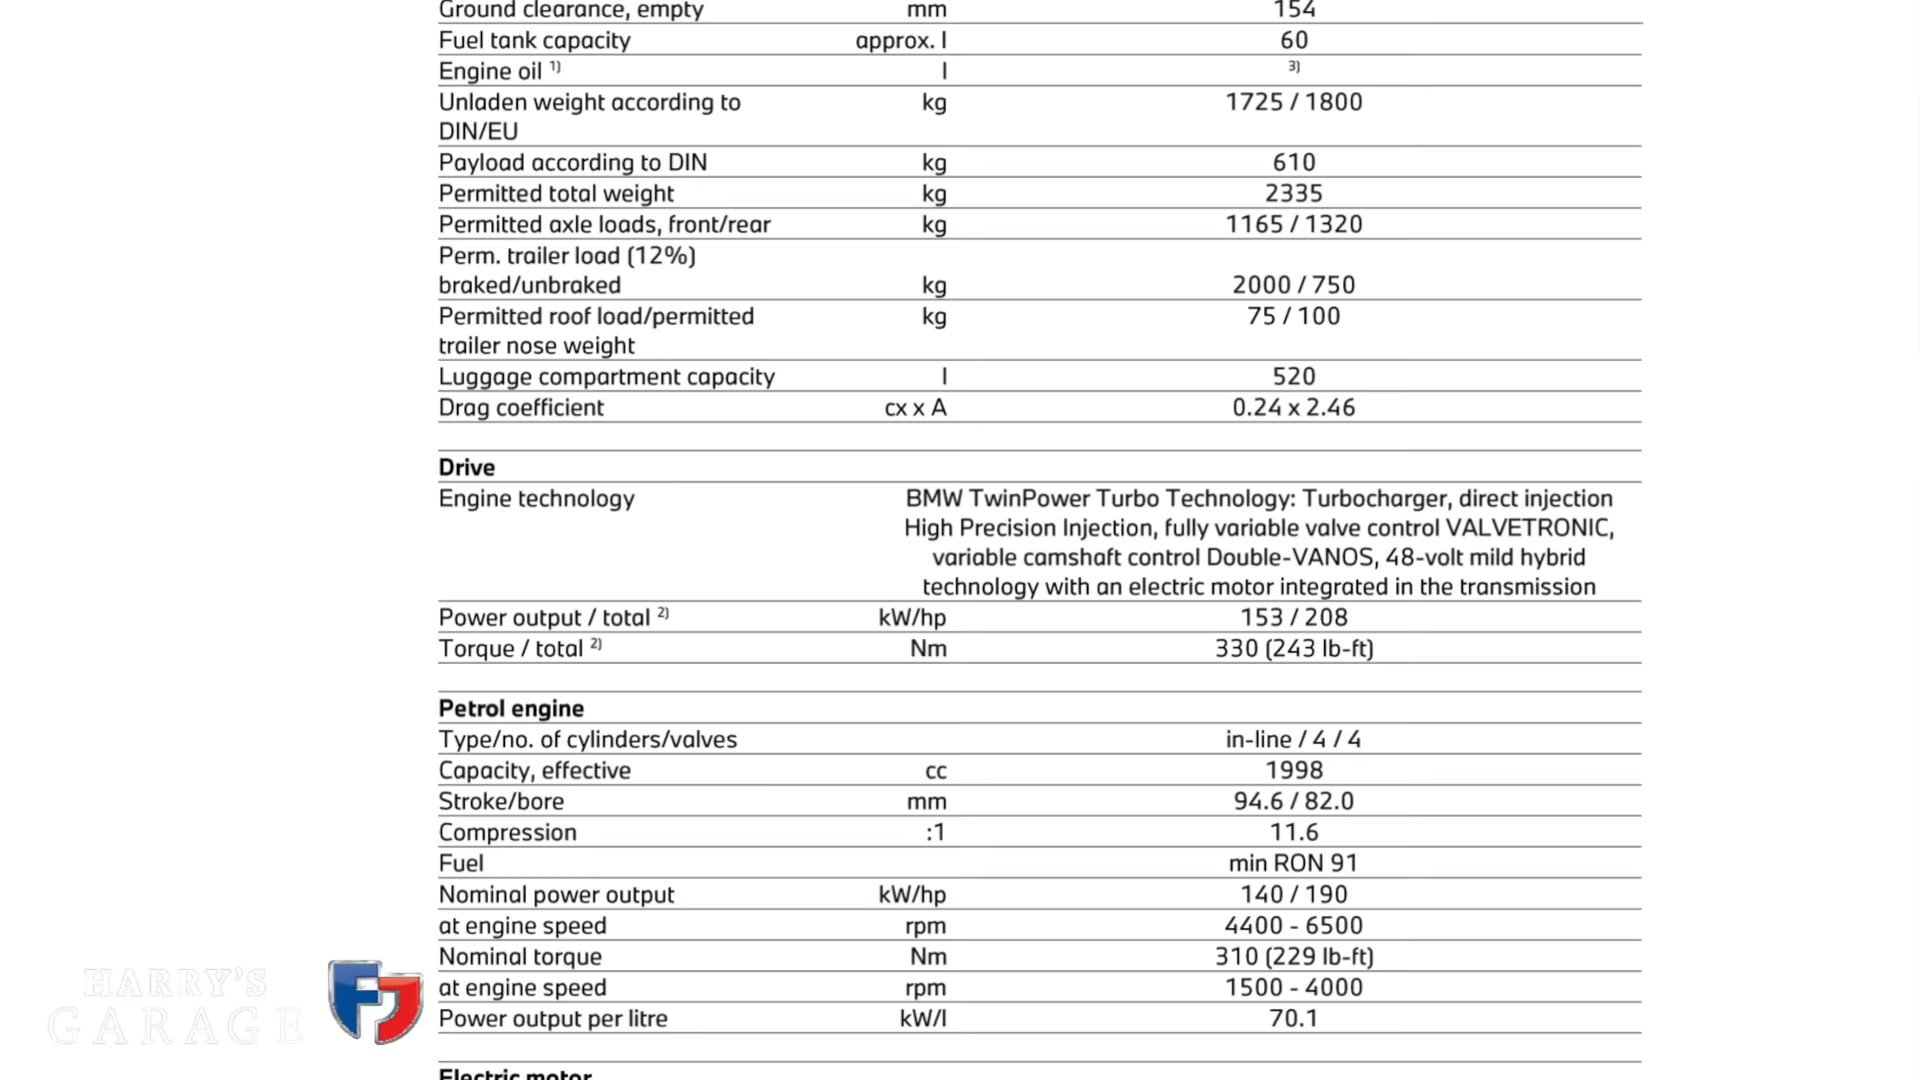 Ground clearance, empty mm 154
Fuel tank capacity approx. l 60
Engine oil 1) l 3)
Unladen weight according to kg 1725 / 1800
DIN/EU
Payload according to DIN kg 610
Permitted total weight kg 2335
Permitted axle loads, front/rear kg 1165 / 1320
Perm. trailer load (12%)
braked/unbraked kg 2000 / 750
Permitted roof load/permitted kg 75 / 100
trailer nose weight
Luggage compartment capacity l 520
Drag coefficient cx x A 0.24 x 2.46
Drive
Engine technology BMW TwinPower Turbo Technology: Turbocharger, direct injection
High Precision Injection, fully variable valve control VALVETRONIC,
variable camshaft control Double-VANOS, 48-volt mild hybrid
technology with an electric motor integrated in the transmission
Power output / total 2) kW/hp 153 / 208
Torque / total 2) Nm 330 (243 lb-ft)
Petrol engine
Type/no. of cylinders/valves in-line / 4 / 4
Capacity, effective cc 1998
Stroke/bore mm 94.6 / 82.0
Compression :1 11.6
Fuel min RON 91
Nominal power output kW/hp 140 / 190
at engine speed rpm 4400 - 6500
Nominal torque Nm 310 (229 lb-ft)
at engine speed rpm 1500 - 4000
Power output per litre kW/l 70.1
Electric motor
HARRY'S
GARAGE